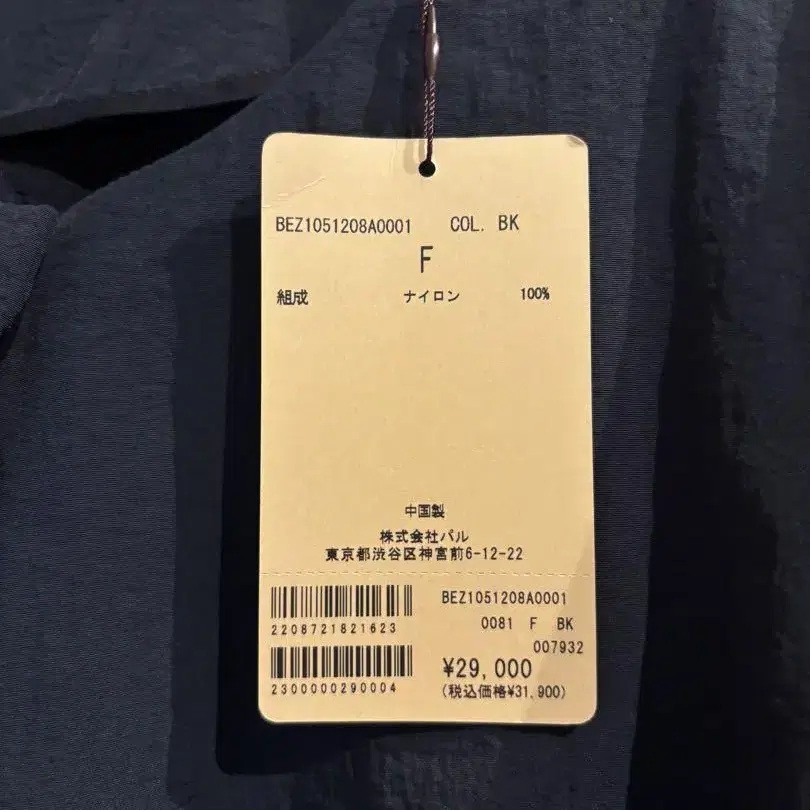 BEZ1051208A0001 COL. BK
F
組成 ナイロン 100%
中国製
株式会社パル
東京都渋谷区神宮前6-12-22
BEZ1051208A0001
2208721821623
0081 F BK
007932
2300000290004
¥29,000
(税込価格¥31,900)